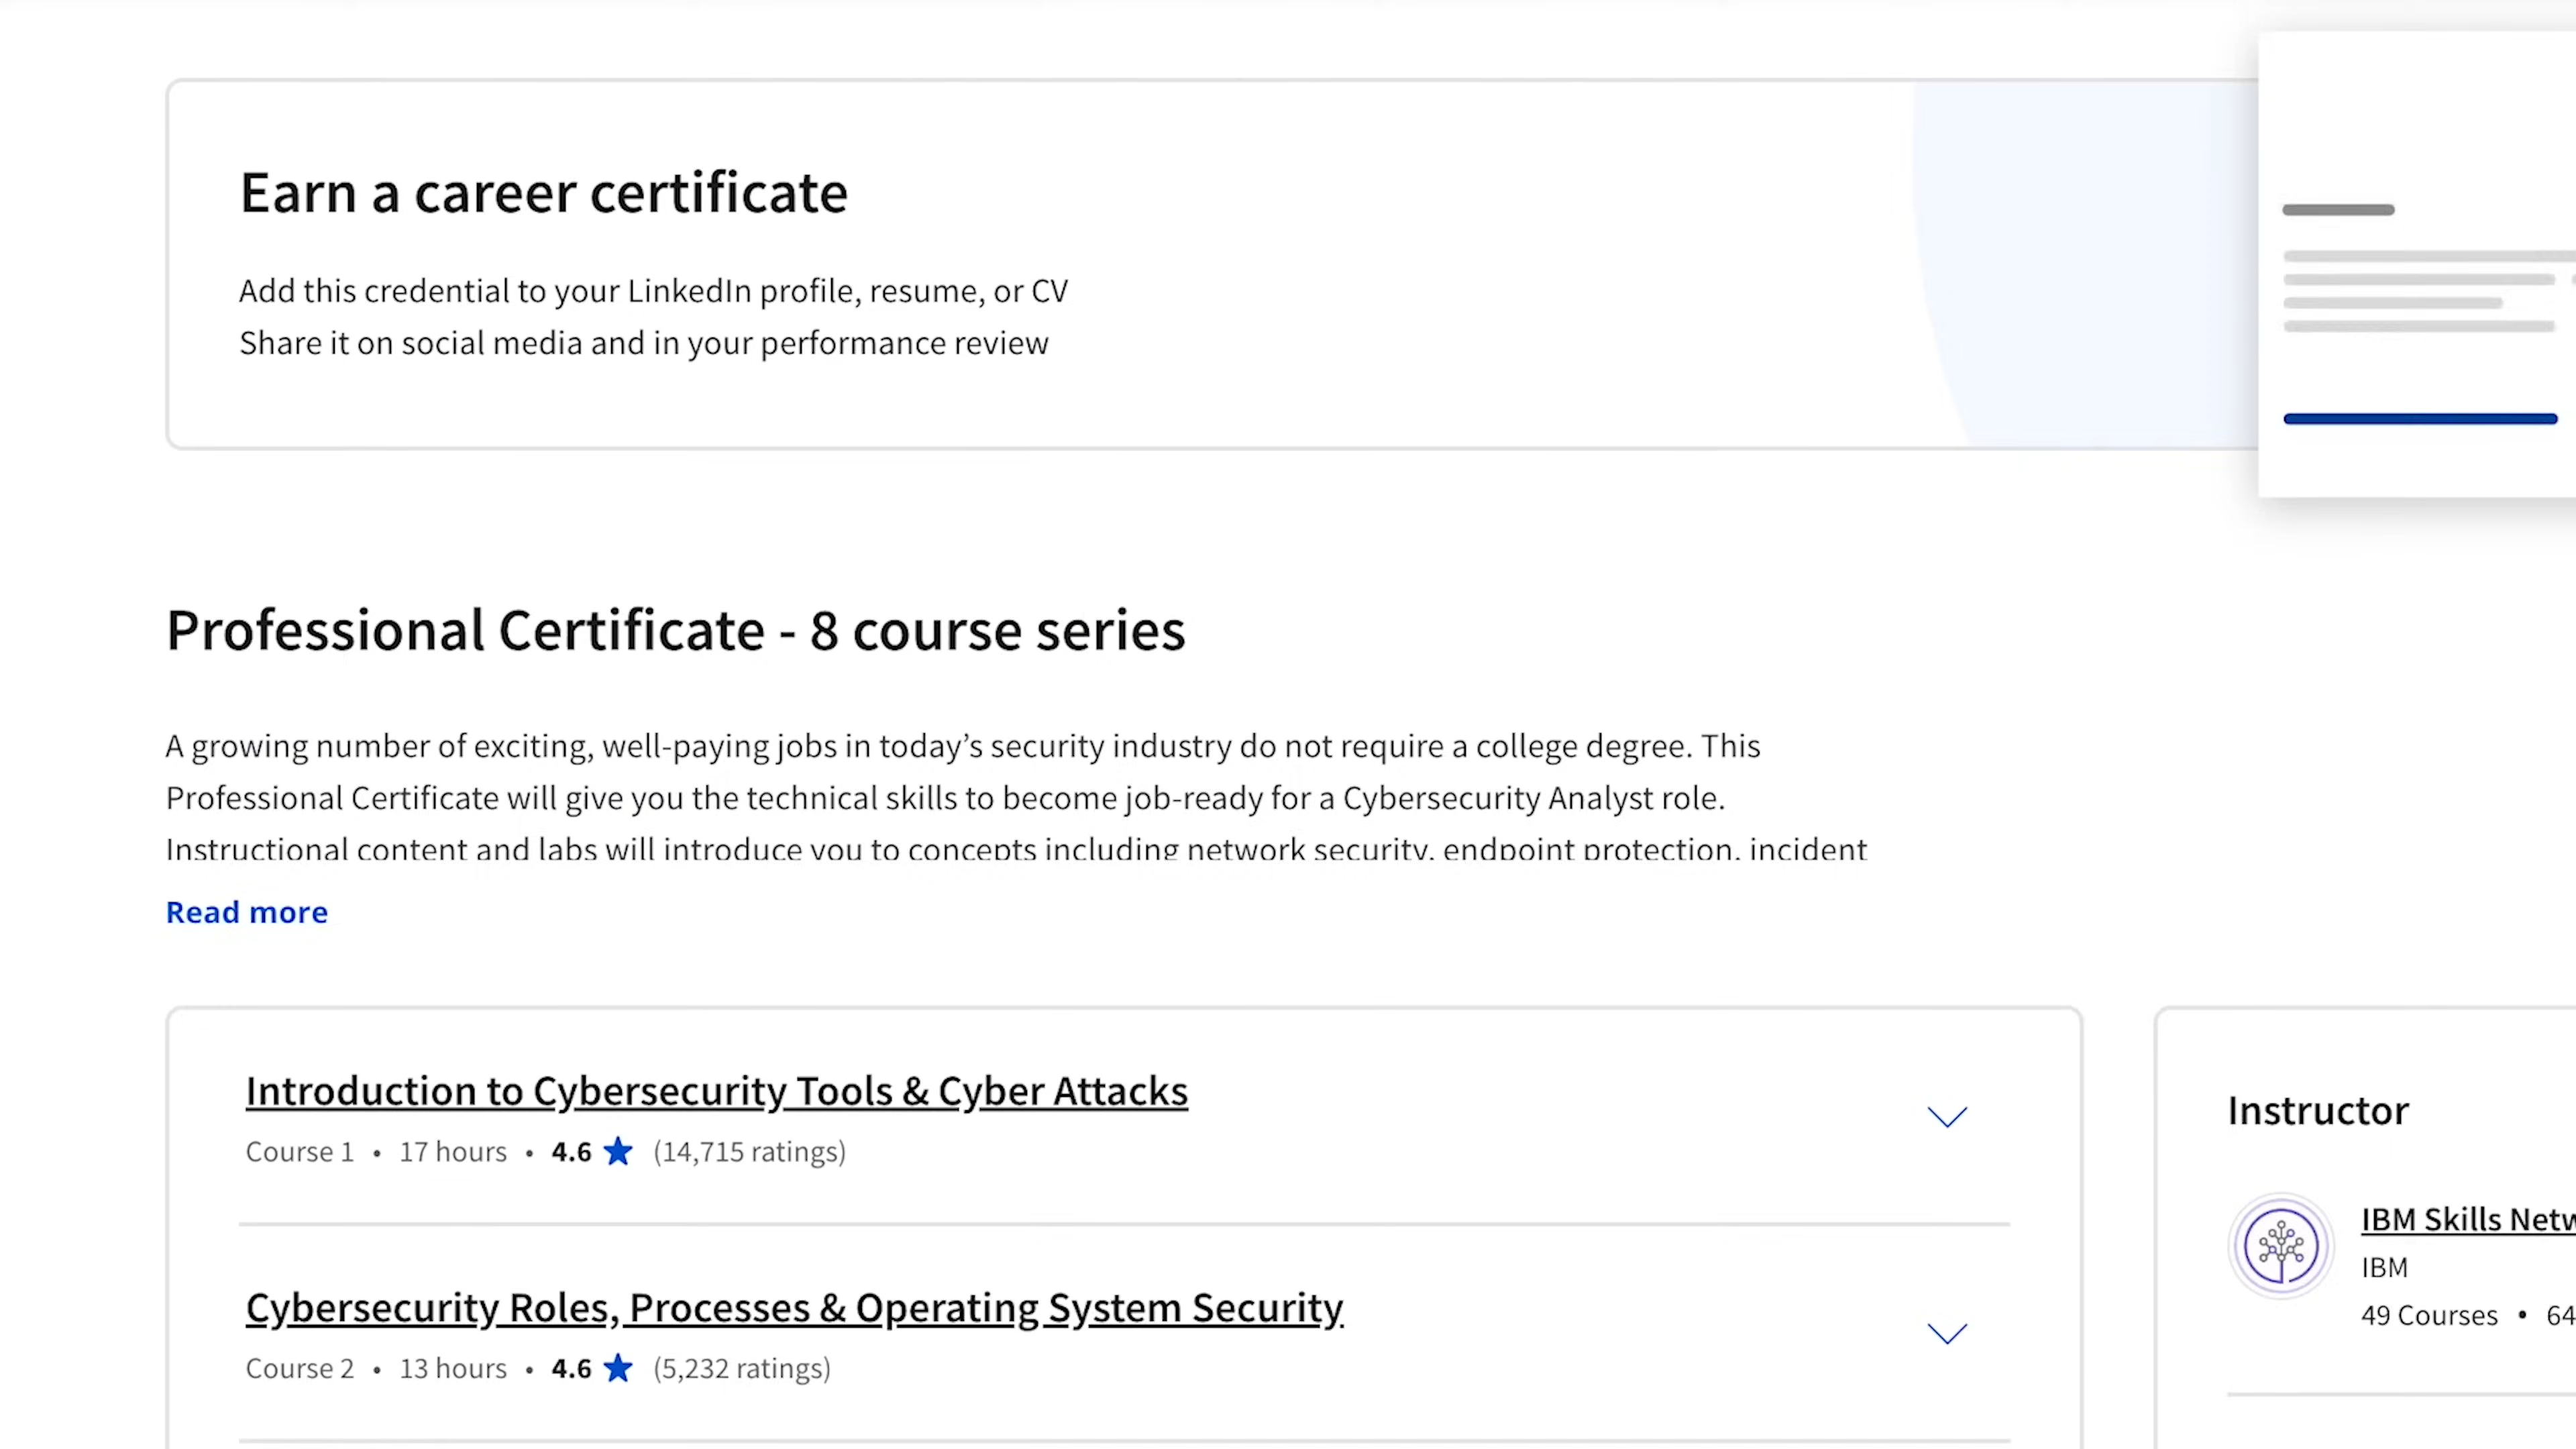 Earn a career certificate
Add this credential to your LinkedIn profile, resume, or CV
Share it on social media and in your performance review
Professional Certificate - 8 course series
A growing number of exciting, well-paying jobs in today’s security industry do not require a college degree. This
Professional Certificate will give you the technical skills to become job-ready for a Cybersecurity Analyst role.
Instructional content and labs will introduce you to concepts including network security, endpoint protection, incident
Read more
Introduction to Cybersecurity Tools & Cyber Attacks
Course 1 • 17 hours • 4.6 ★ (14,715 ratings)
Cybersecurity Roles, Processes & Operating System Security
Course 2 • 13 hours • 4.6 ★ (5,232 ratings)
Instructor
IBM Skills
IBM
49 Courses •